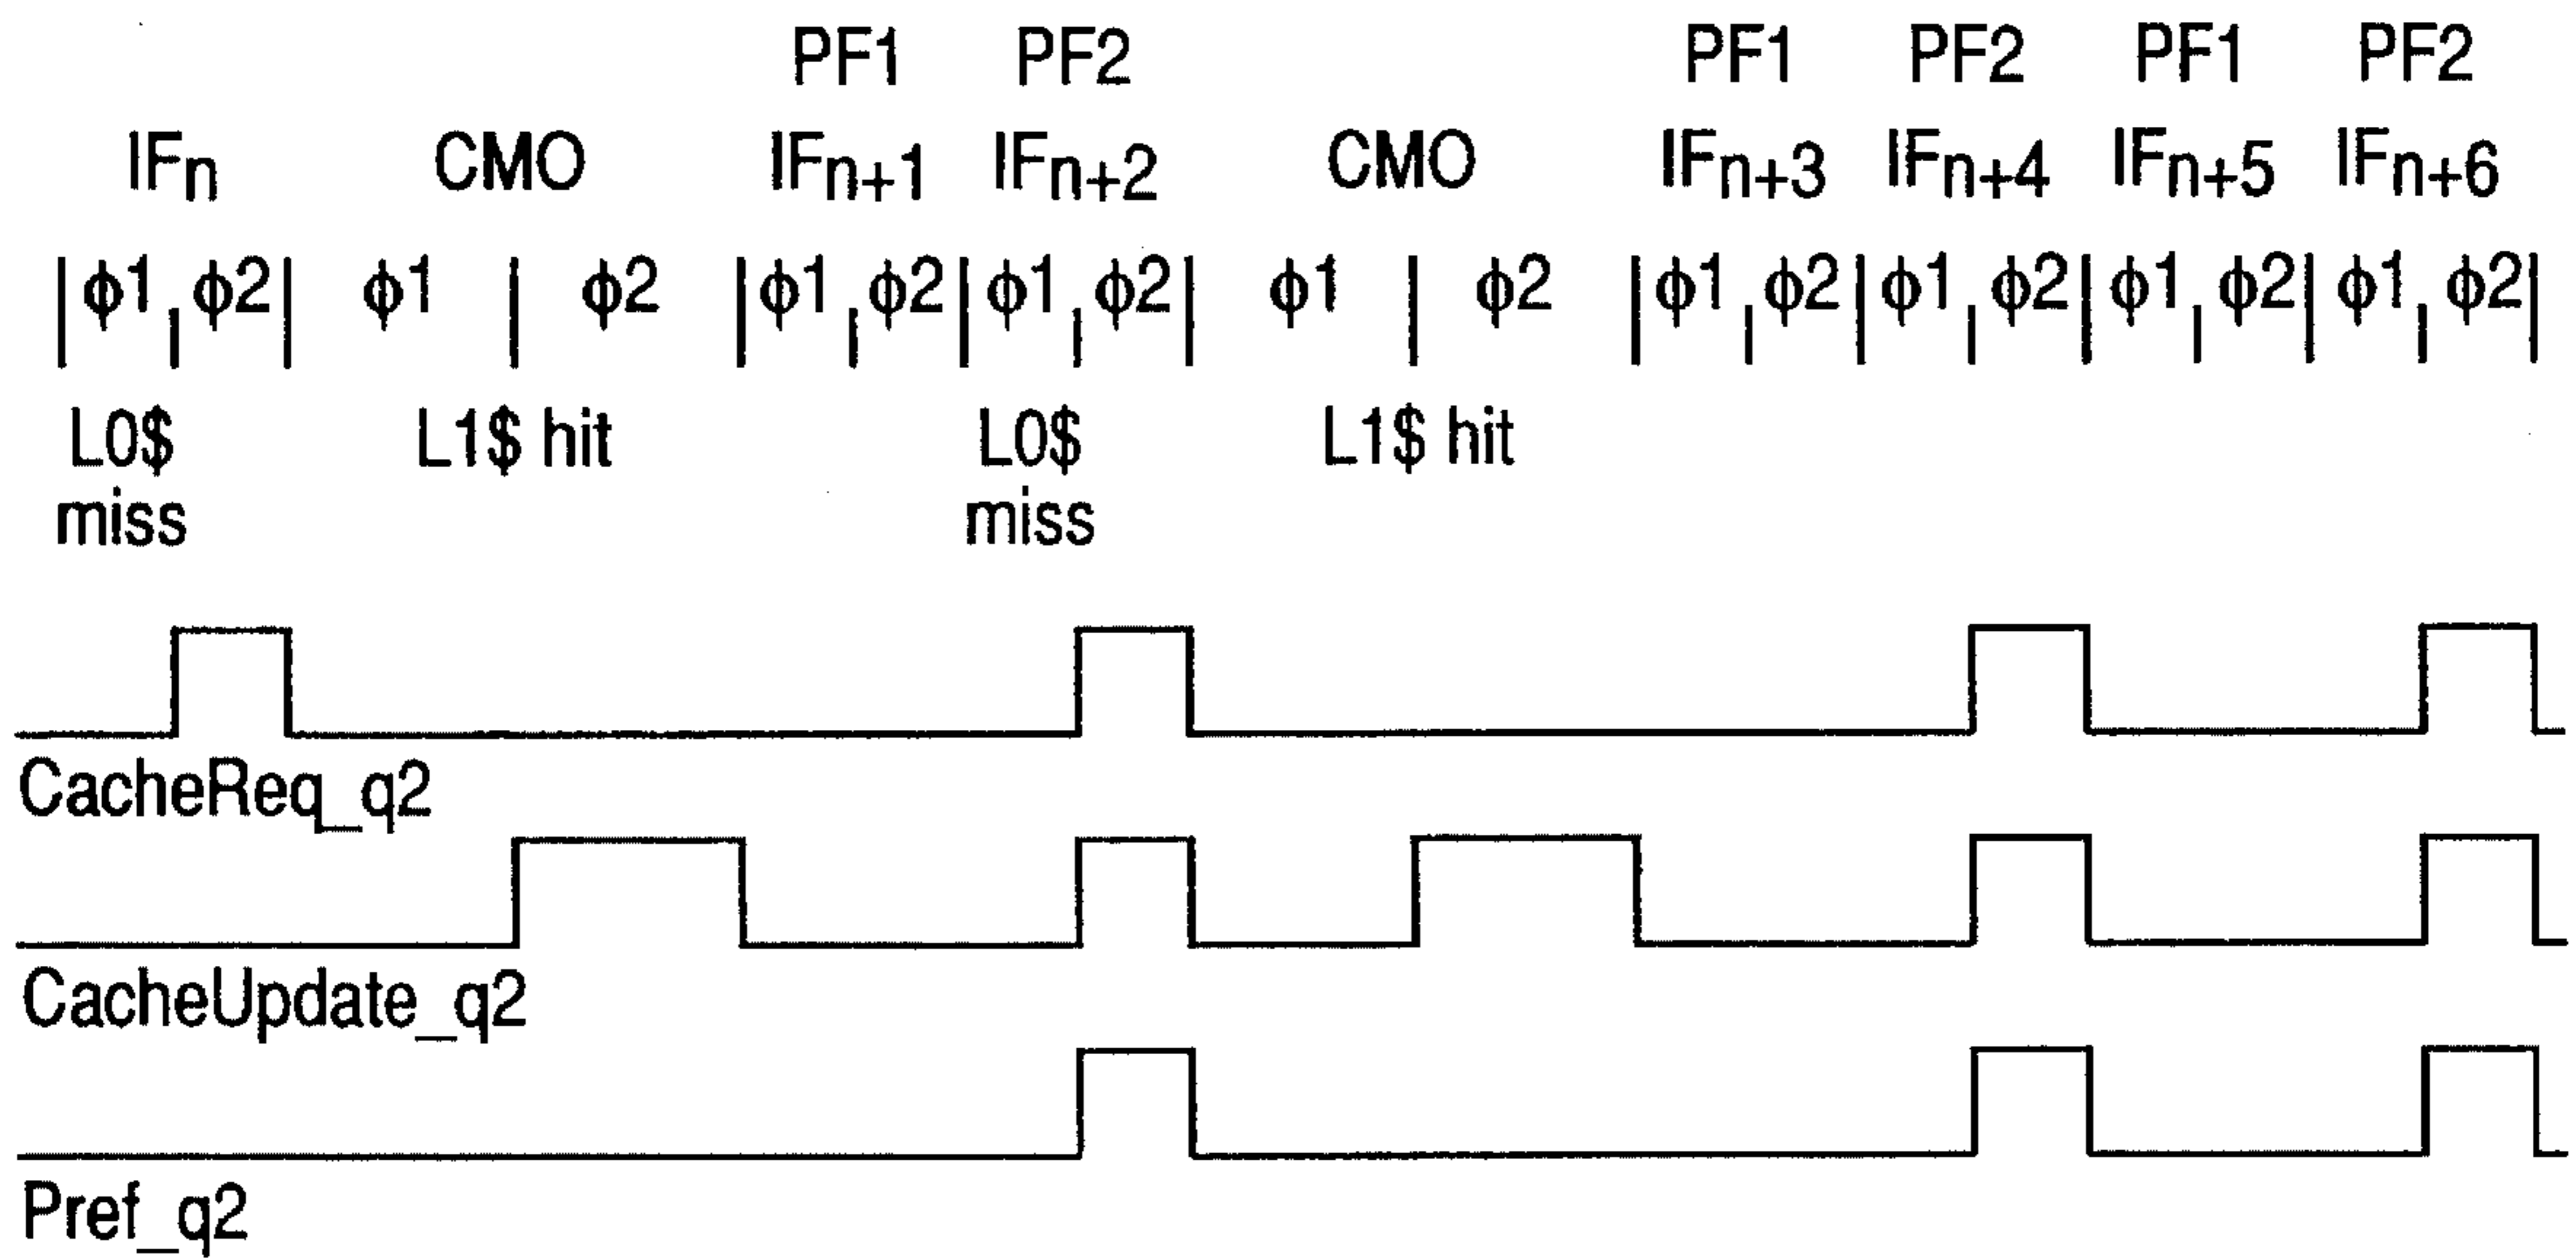 PF1 PF2 PF1 PF2 PF1 PF2
IFn CMO IFn+1 IFn+2 CMO IFn+3 IFn+4 IFn+5 IFn+6
ϕ1 ϕ2 ϕ1 ϕ2 ϕ1 ϕ2 ϕ1 ϕ2 ϕ1 ϕ2 ϕ1 ϕ2 ϕ1 ϕ2 ϕ1 ϕ2 ϕ1 ϕ2
L0$ L1$ hit L0$ L1$ hit
miss miss
CacheReq_q2
CacheUpdate_q2
Pref_q2